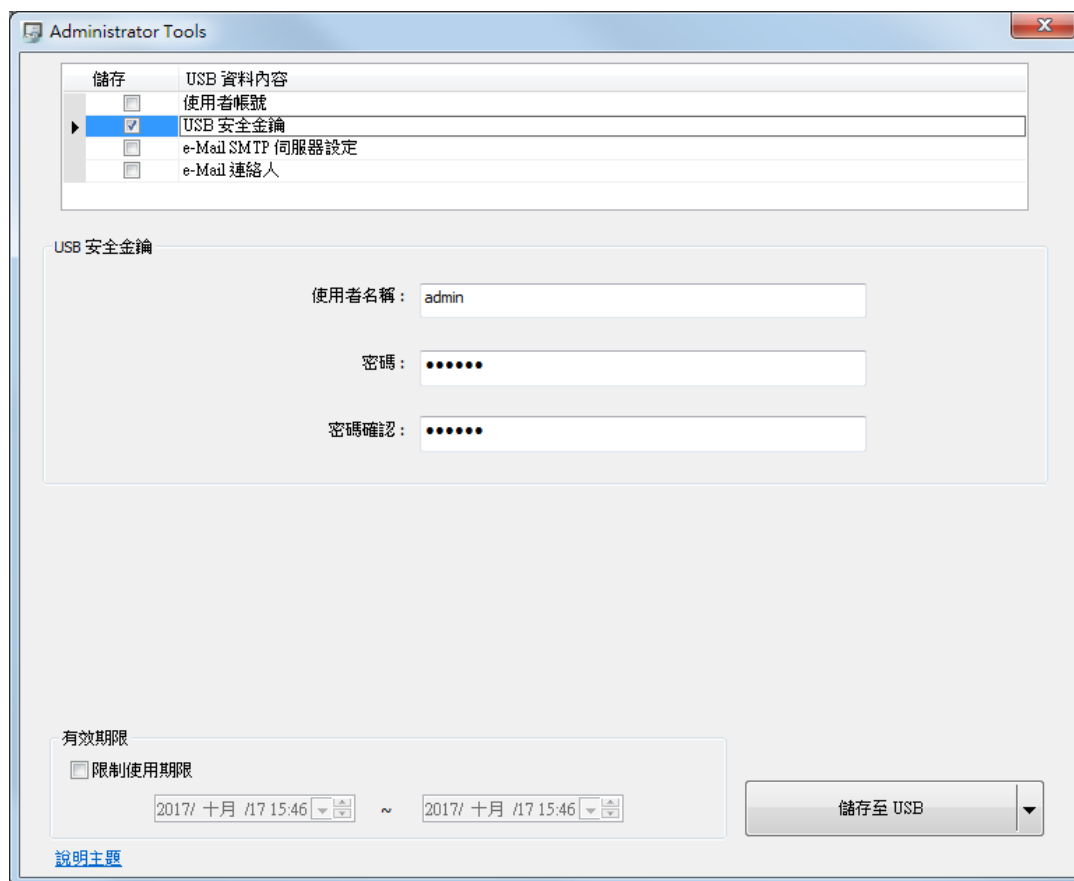 Administrator Tools
儲存 USB 資料內容
使用者帳號
USB 安全金鑰
e-Mail SMTP 伺服器設定
e-Mail 連絡人
USB 安全金鑰
使用者名稱： admin
密碼： ••••••
密碼確認： ••••••
有效期限
限制使用期限
2017/ 十月 /17 15:46 ~ 2017/ 十月 /17 15:46
儲存至 USB
說明主題